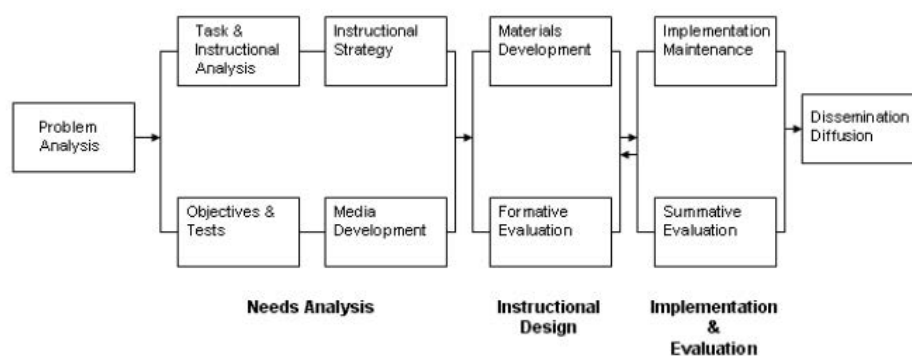 Task &
Instructional
Analysis
Instructional
Strategy
Materials
Development
Implementation
Maintenance
Problem
Analysis
Dissemination
Diffusion
Objectives &
Tests
Media
Development
Formative
Evaluation
Summative
Evaluation
Needs Analysis
Instructional
Design
Implementation
&
Evaluation